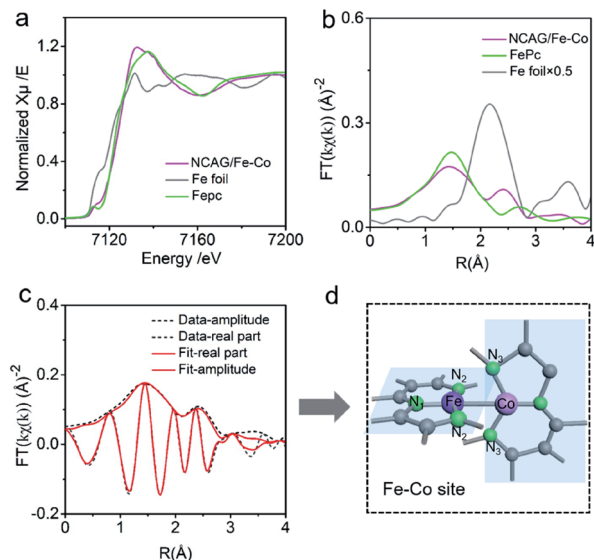 a
Normalized Xμ /E
1.2
0.8
0.4
0.0
NCAG/Fe-Co
Fe foil
Fepc
7120
7160
7200
Energy /eV
b
FT(kχ(k)) (Å)-2
0.6
0.3
0.0
NCAG/Fe-Co
FePc
Fe foil×0.5
0
1
2
3
4
R(Å)
c
FT(kχ(k)) (Å)-2
0.4
0.2
0.0
-0.2
Data-amplitude
Data-real part
Fit-real part
Fit-amplitude
0
1
2
3
4
R(Å)
d
N3
N2
N1
Fe
Co
N2
N3
Fe-Co site